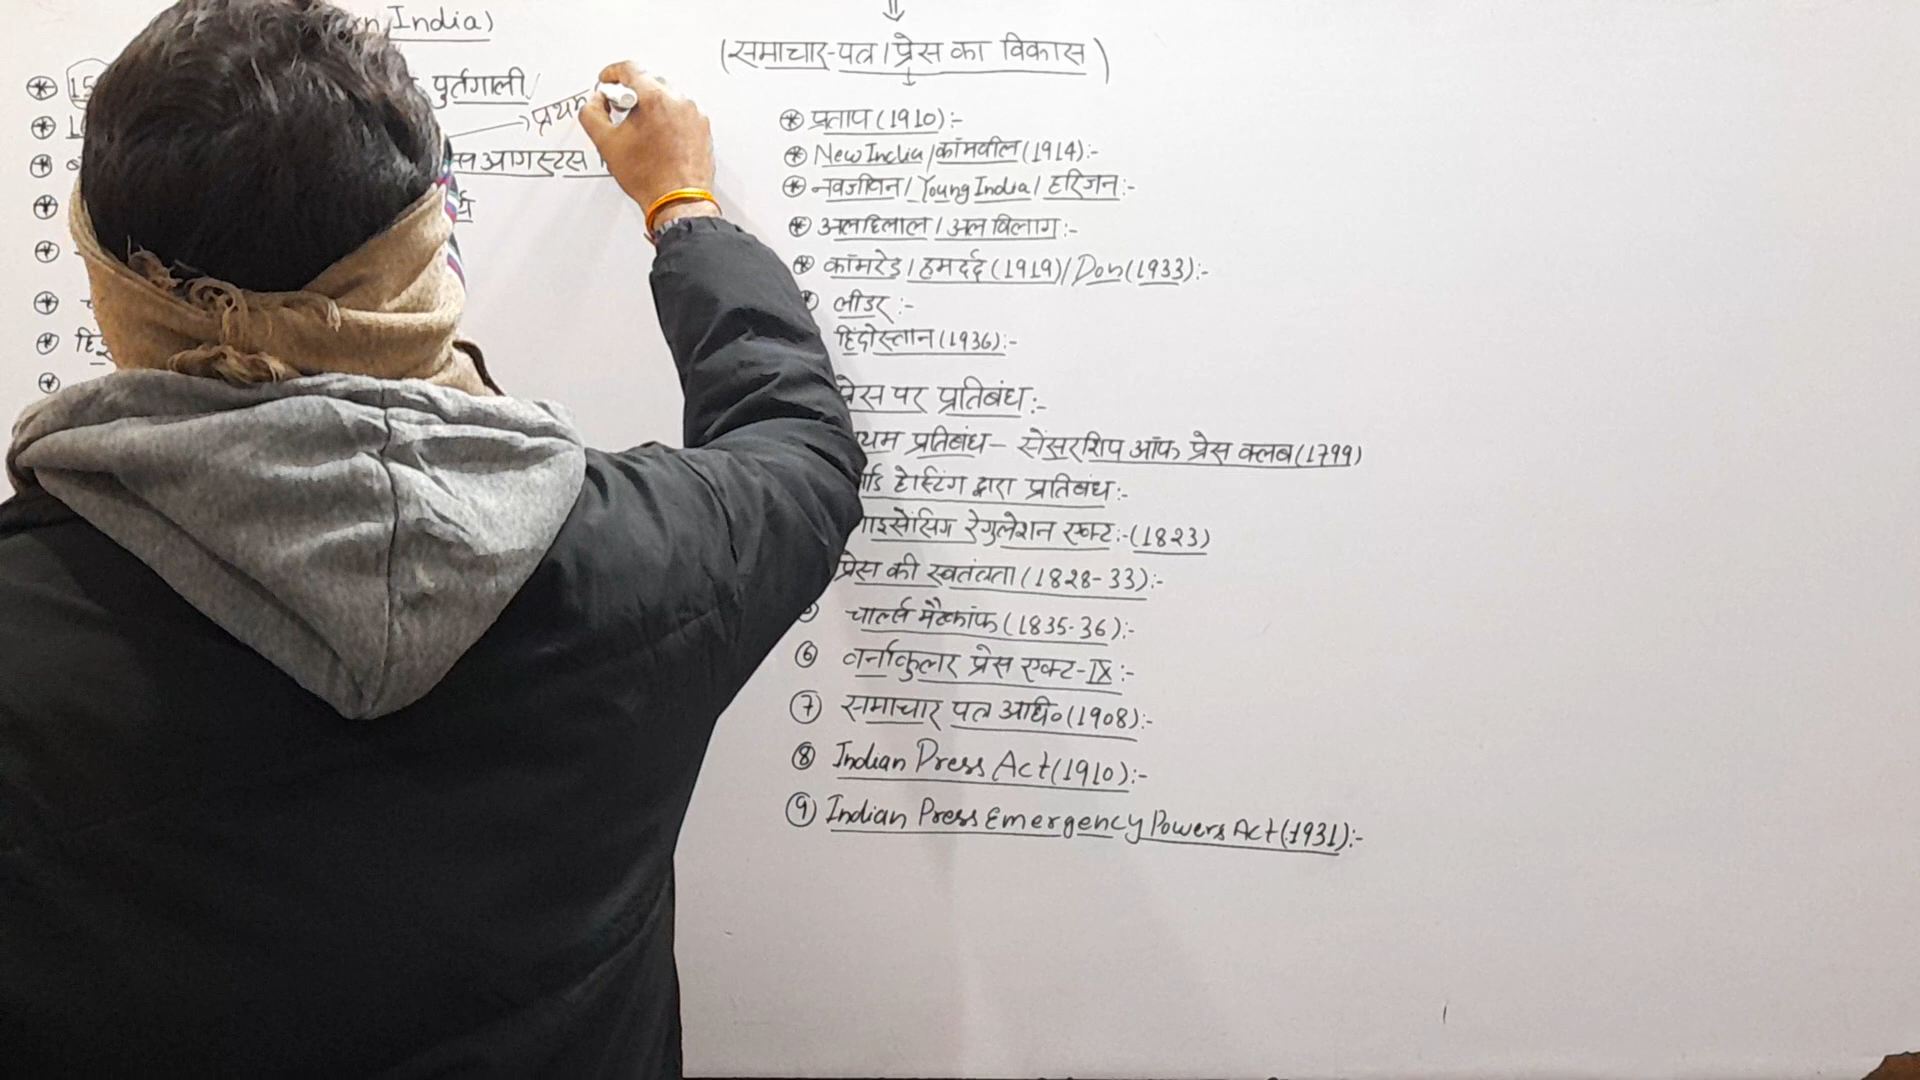 India)
(समाचार-पत्र/प्रेस का विकास)
15 पुर्तगाली
प्रथम
आगस्टस
प्रताप (1910):-
New India/कॉमवील (1914):-
नवजीवन/Young India/हरिजन:-
अलहिलाल/अल विलाग:-
कॉमरेड/हमदर्द (1919)/Don (1933):-
लीडर:-
हिंदोस्तान (1936):-
प्रेस पर प्रतिबंध:-
थम प्रतिबंध- सेंसरशिप ऑफ प्रेस क्लब (1799)
र्ड हेस्टिंग द्वारा प्रतिबंध:-
ाइसेंसिंग रेगुलेशन एक्ट:-(1823)
प्रेस की स्वतंत्रता (1828-33):-
चार्ल्स मैटकॉफ (1835-36):-
⑥ वर्नाकुलर प्रेस एक्ट-IX:-
⑦ समाचार पत्र अधि० (1908):-
⑧ Indian Press Act (1910):-
⑨ Indian Press Emergency Powers Act (1931):-